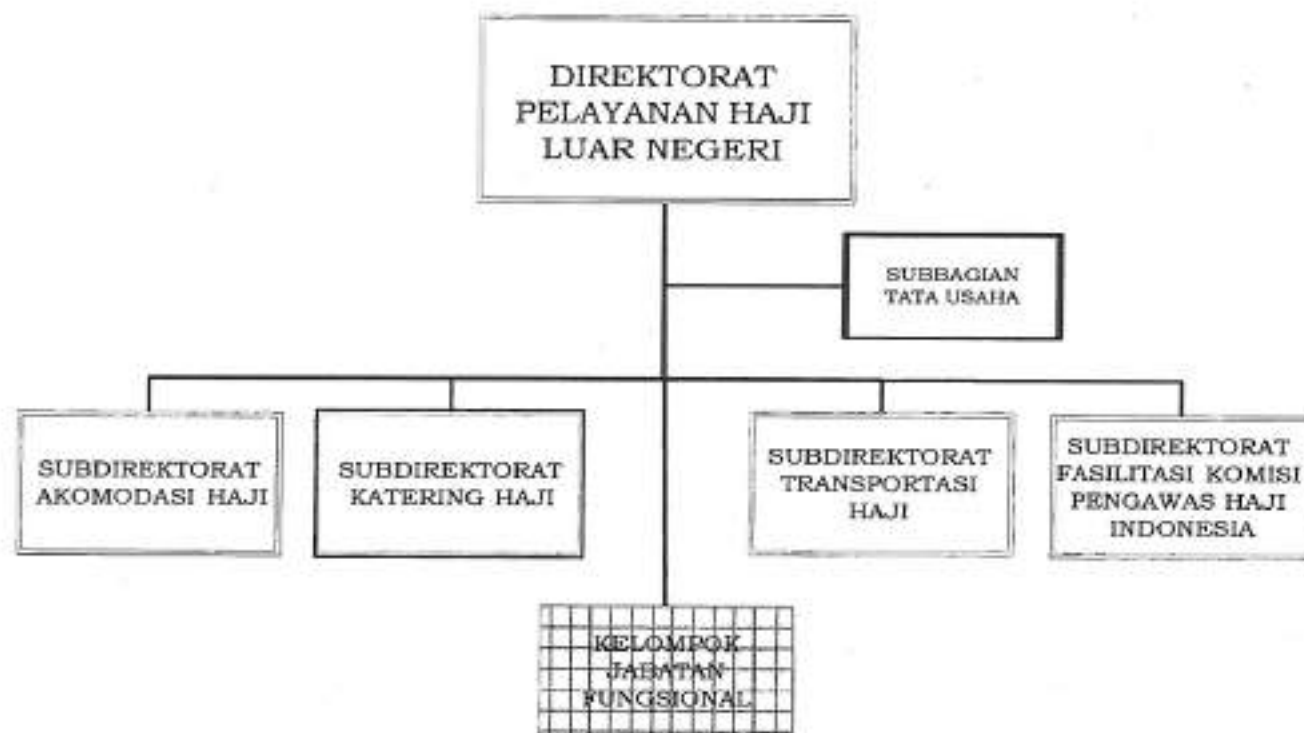 DIREKTORAT
PELAYANAN HAJI
LUAR NEGERI
SUBBAGIAN
TATA USAHA
SUBDIREKTORAT
AKOMODASI HAJI
SUBDIREKTORAT
KATERING HAJI
SUBDIREKTORAT
TRANSPORTASI
HAJI
SUBDIREKTORAT
FASILITASI KOMISI
PENGAWAS HAJI
INDONESIA
KELOMPOK
JABATAN
FUNGSIONAL